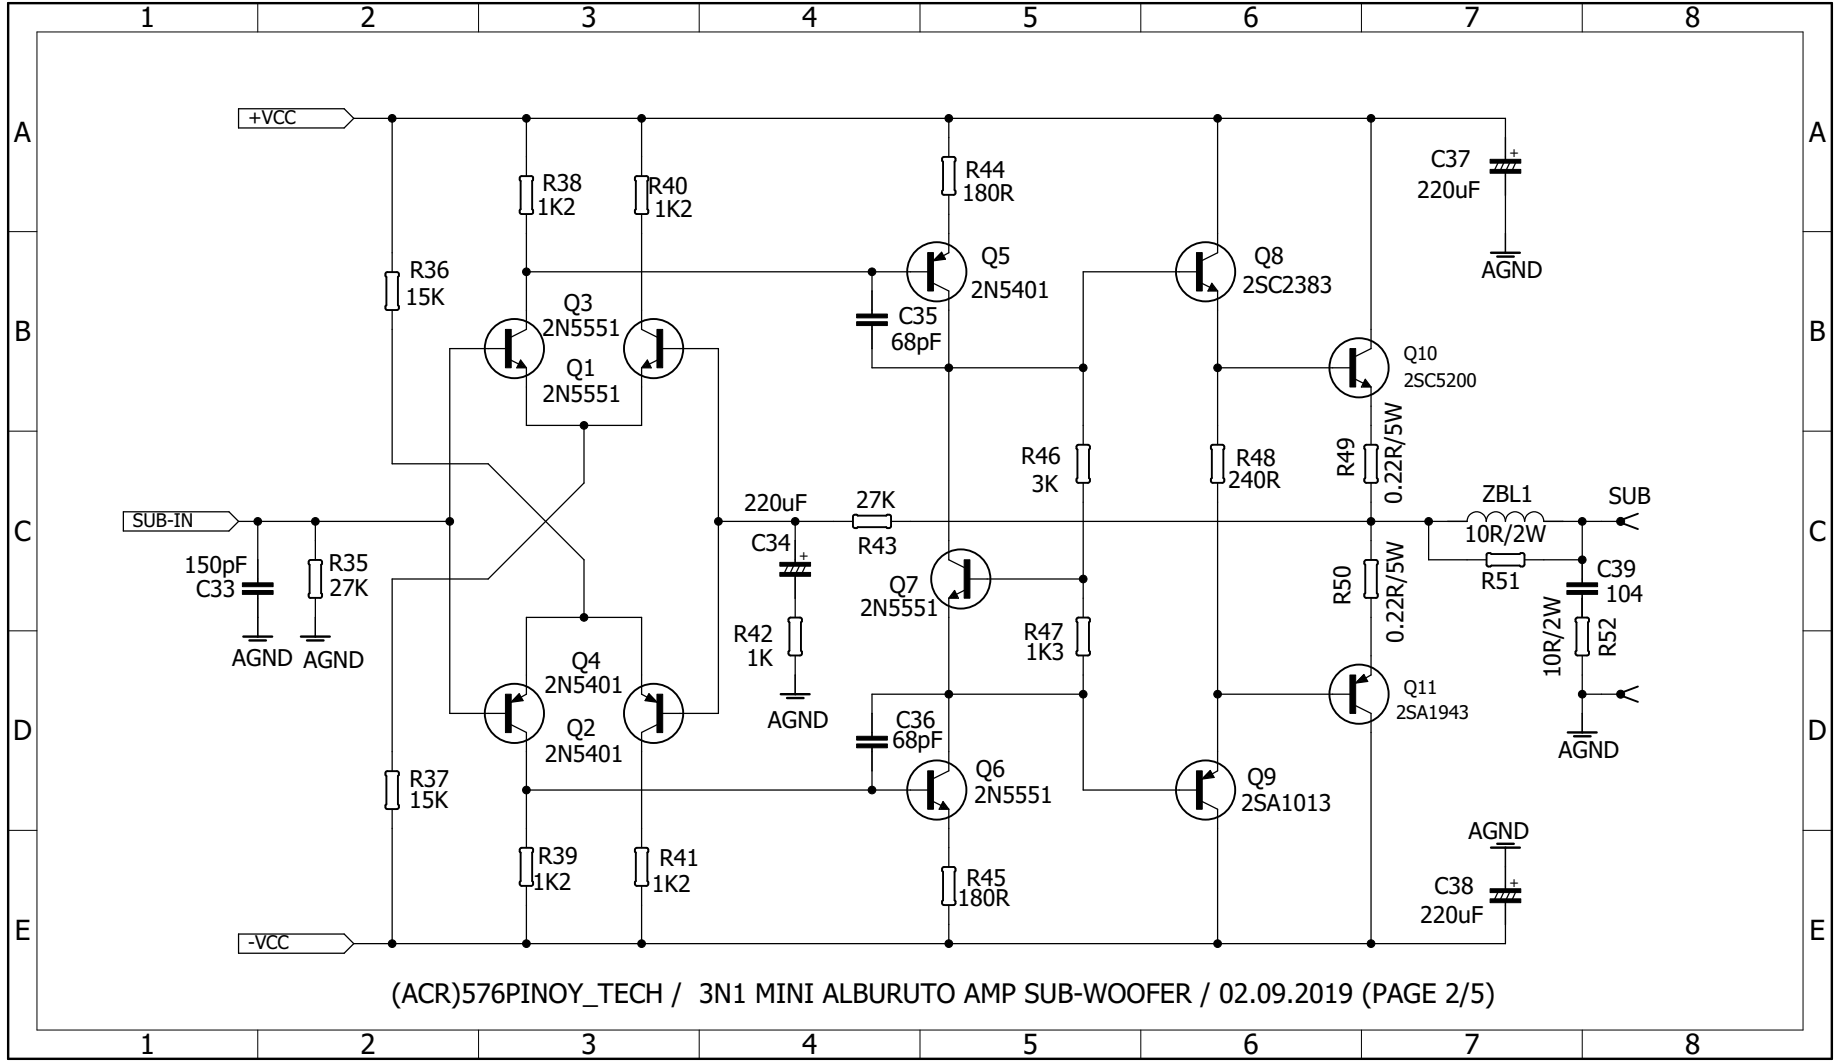 1 2 3 4 5 6 7 8
A A
+VCC
R38
1K2
R40
1K2
R44
180R
C37
+
220uF
AGND
B B
R36
15K
Q3
2N5551
Q1
2N5551
C35
68pF
Q5
2N5401
Q8
2SC2383
Q10
2SC5200
R49
0.22R/5W
C C
SUB-IN
150pF
C33
R35
27K
AGND AGND
220uF
C34
+
27K
R43
R42
1K
AGND
R46
3K
Q7
2N5551
R47
1K3
R48
240R
R50
0.22R/5W
ZBL1
10R/2W
R51
SUB
C39
104
10R/2W
R52
AGND
D D
Q4
2N5401
Q2
2N5401
C36
68pF
Q6
2N5551
Q9
2SA1013
Q11
2SA1943
R37
15K
E E
R39
1K2
R41
1K2
R45
180R
AGND
C38
+
220uF
-VCC
(ACR)576PINOY_TECH / 3N1 MINI ALBURUTO AMP SUB-WOOFER / 02.09.2019 (PAGE 2/5)
1 2 3 4 5 6 7 8